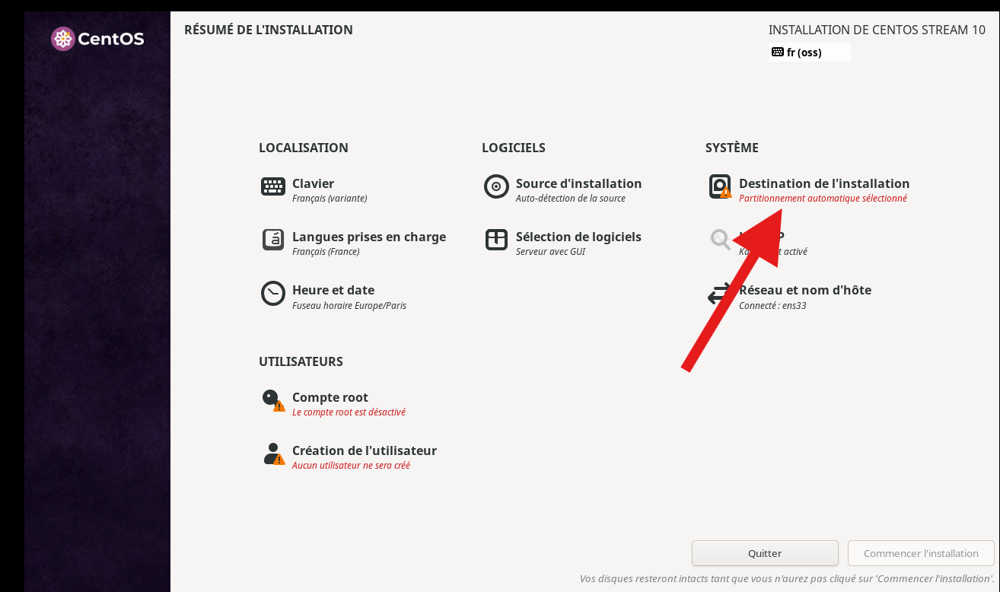 CentOS
RÉSUMÉ DE L'INSTALLATION
INSTALLATION DE CENTOS STREAM 10
fr (oss)
LOCALISATION
Clavier
Français (variante)
Langues prises en charge
Français (France)
Heure et date
Fuseau horaire Europe/Paris
LOGICIELS
Source d'installation
Auto-détection de la source
Sélection de logiciels
Serveur avec GUI
SYSTÈME
Destination de l'installation
Partitionnement automatique sélectionné
activé
Réseau et nom d'hôte
Connecté : ens33
UTILISATEURS
Compte root
Le compte root est désactivé
Création de l'utilisateur
Aucun utilisateur ne sera créé
Quitter
Commencer l'installation
Vos disques resteront intacts tant que vous n'aurez pas cliqué sur 'Commencer l'installation'.